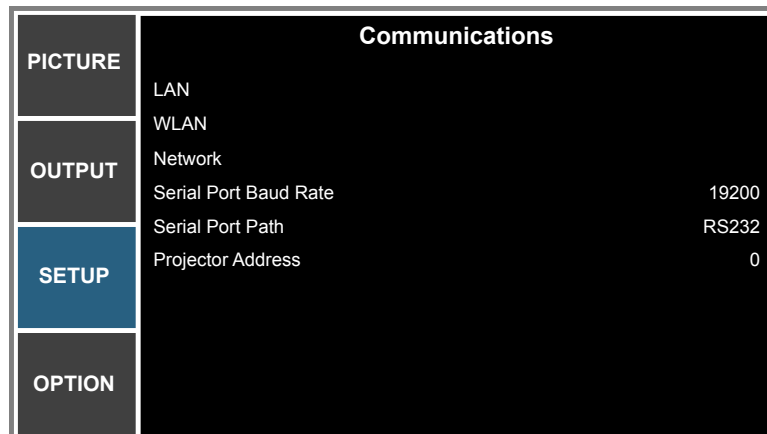 PICTURE
OUTPUT
SETUP
OPTION
Communications
LAN
WLAN
Network
Serial Port Baud Rate 19200
Serial Port Path RS232
Projector Address 0